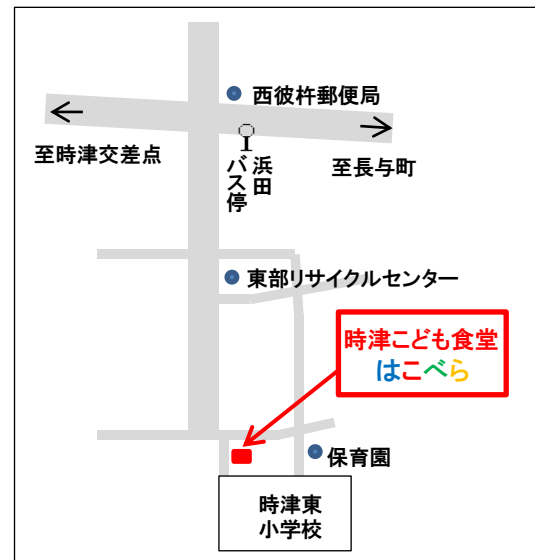 西彼杵郵便局
至時津交差点
浜田
バス停
至長与町
東部リサイクルセンター
時津こども食堂
はこべら
保育園
時津東
小学校